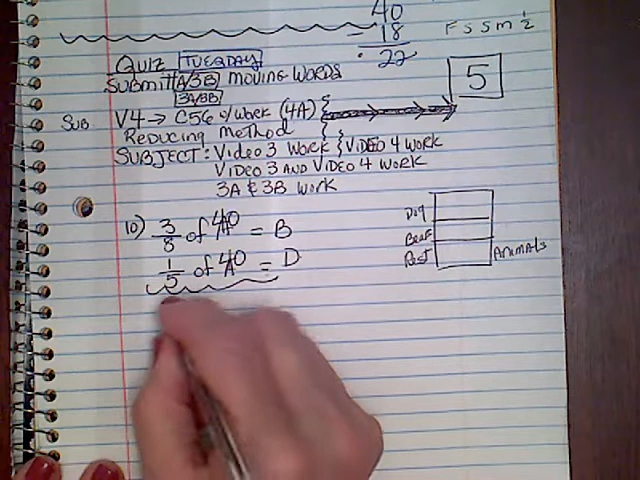 40
- 18
22
F S S m 1/2
QUIZ TUESDAY
SUBMIT A/3B MOVING WORDS
3A/3B
5
SUB V4 → C56 o/work (4A)
REDUCING METHOD
SUBJECT: VIDEO 3 WORK } VIDEO 4 WORK
VIDEO 3 AND VIDEO 4 WORK
3A & 3B WORK
10) 3/8 of 40 = B
1/5 of 40 = D
Dog
Bear
Rest
Animals